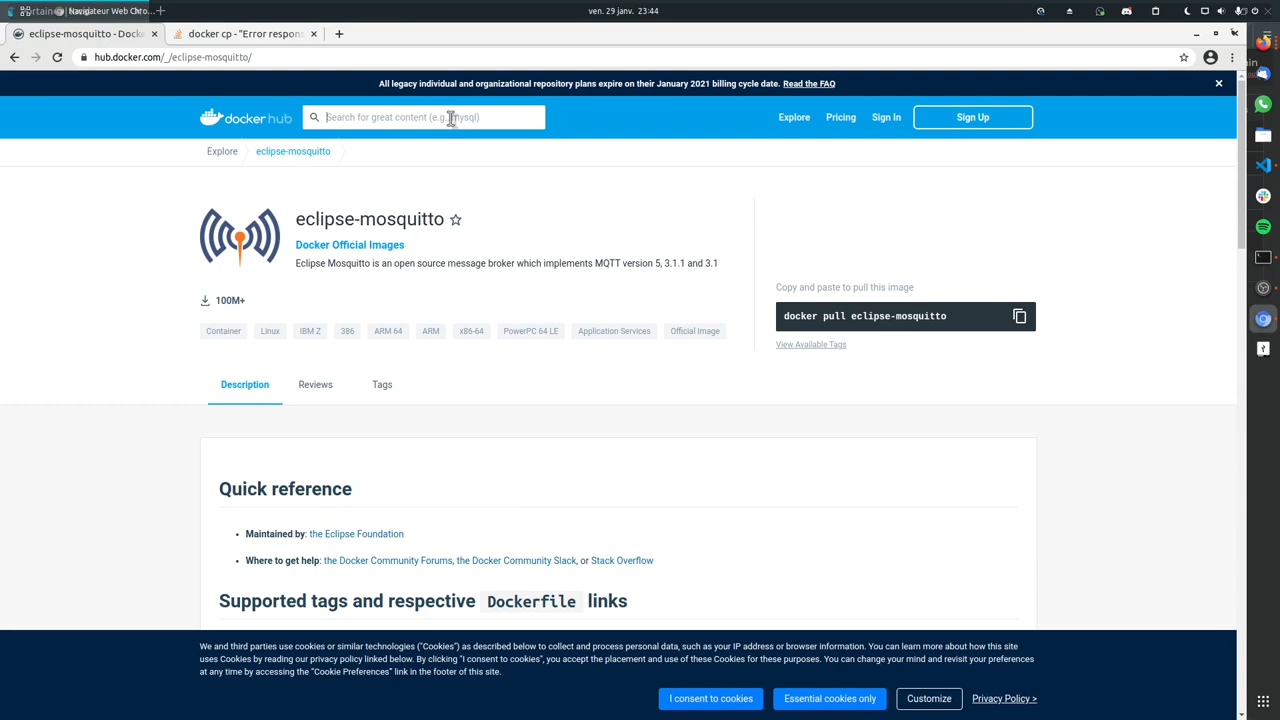 Navigateur Web Chro...
ven. 29 janv. 23:44
eclipse-mosquitto - Docke
docker cp - "Error respons
hub.docker.com/_/eclipse-mosquitto/
All legacy individual and organizational repository plans expire on their January 2021 billing cycle date. Read the FAQ
docker hub
Search for great content (e.g., mysql)
Explore
Pricing
Sign In
Sign Up
Explore
eclipse-mosquitto
eclipse-mosquitto
Docker Official Images
Eclipse Mosquitto is an open source message broker which implements MQTT version 5, 3.1.1 and 3.1
100M+
Container
Linux
IBM Z
386
ARM 64
ARM
x86-64
PowerPC 64 LE
Application Services
Official Image
Copy and paste to pull this image
docker pull eclipse-mosquitto
View Available Tags
Description
Reviews
Tags
Quick reference
• Maintained by: the Eclipse Foundation
• Where to get help: the Docker Community Forums, the Docker Community Slack, or Stack Overflow
Supported tags and respective Dockerfile links
We and third parties use cookies or similar technologies ("Cookies") as described below to collect and process personal data, such as your IP address or browser information. You can learn more about how this site
uses Cookies by reading our privacy policy linked below. By clicking "I consent to cookies", you accept the placement and use of these Cookies for these purposes. You can change your mind and revisit your preferences
at any time by accessing the "Cookie Preferences" link in the footer of this site.
I consent to cookies
Essential cookies only
Customize
Privacy Policy >